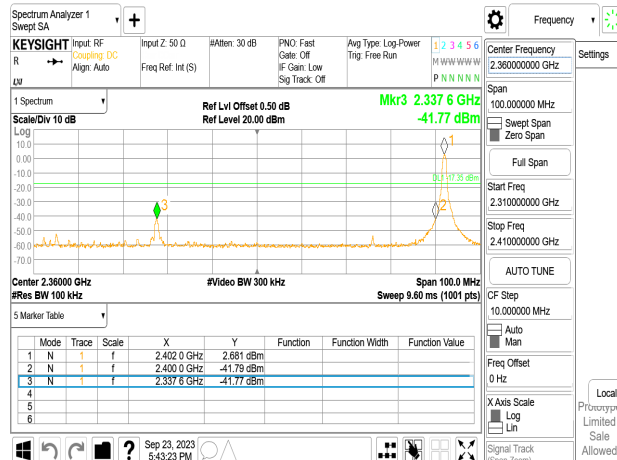 Spectrum Analyzer 1
Swept SA
+
Frequency
KEYSIGHT
R
LXI
Input: RF
Coupling: DC
Align: Auto
Input Z: 50 Ω
Freq Ref: Int (S)
#Atten: 30 dB
PNO: Fast
Gate: Off
IF Gain: Low
Sig Track: Off
Avg Type: Log-Power
Trig: Free Run
1 2 3 4 5 6
M W W W W W
P N N N N N
1 Spectrum
Scale/Div 10 dB
Ref Lvl Offset 0.50 dB
Ref Level 20.00 dBm
Mkr3 2.337 6 GHz
-41.77 dBm
Log
10.0
0.00
-10.0
-20.0
-30.0
-40.0
-50.0
-60.0
-70.0
1
DL1 -17.35 dBm
2
3
Center 2.36000 GHz
#Res BW 100 kHz
#Video BW 300 kHz
Span 100.0 MHz
Sweep 9.60 ms (1001 pts)
5 Marker Table
Mode Trace Scale X Y Function Function Width Function Value
1 N 1 f 2.402 0 GHz 2.681 dBm
2 N 1 f 2.400 0 GHz -41.79 dBm
3 N 1 f 2.337 6 GHz -41.77 dBm
4
5
6
?
Sep 23, 2023
5:43:23 PM
Center Frequency
2.360000000 GHz
Settings
Span
100.000000 MHz
Swept Span
Zero Span
Full Span
Start Freq
2.310000000 GHz
Stop Freq
2.410000000 GHz
AUTO TUNE
CF Step
10.000000 MHz
Auto
Man
Freq Offset
0 Hz
X Axis Scale
Log
Lin
Signal Track
(Span Zoom)
Local
Prototype
Limited
Sale
Allowed